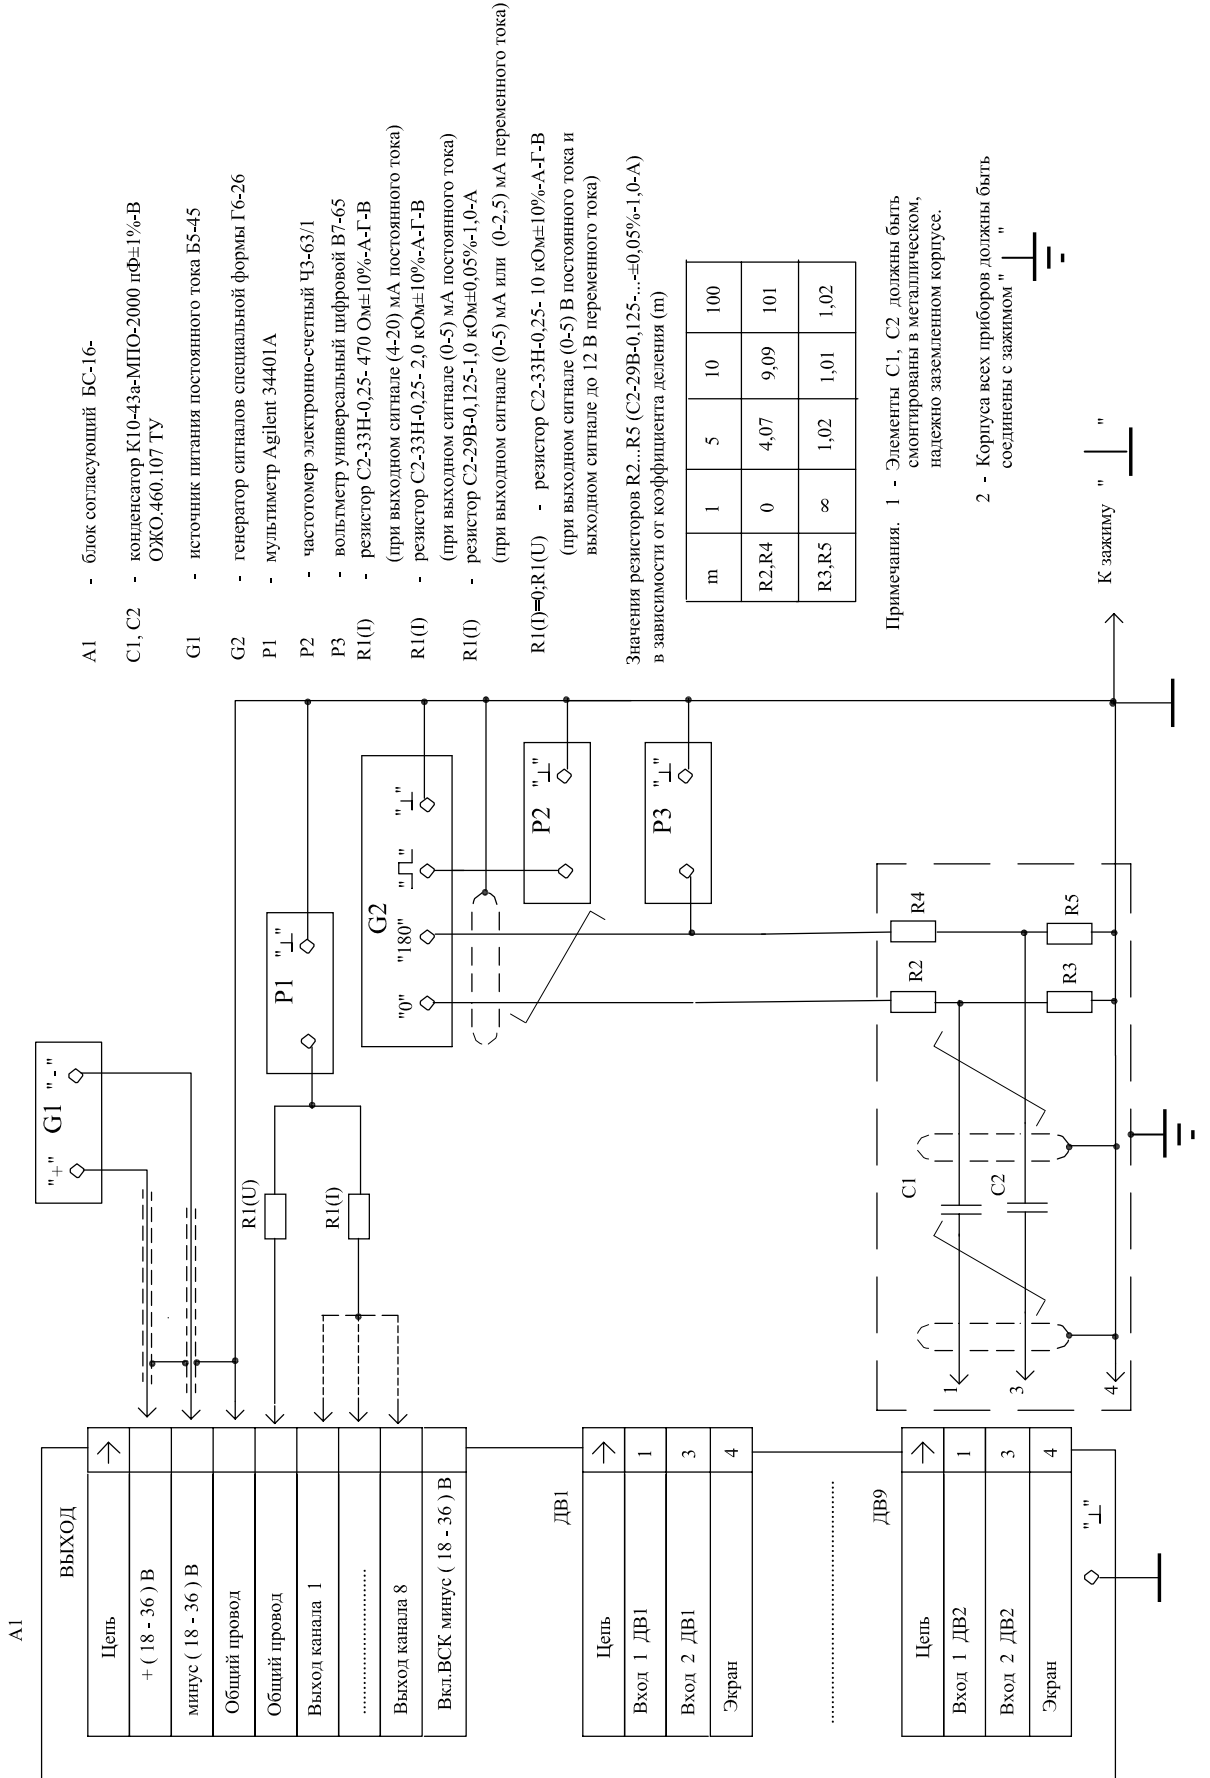 A1
ВЫХОД
Цепь
+ ( 18 - 36 ) В
минус ( 18 - 36 ) В
Общий провод
Общий провод
Выход канала 1
........................
Выход канала 8
Вкл.ВСК минус ( 18 - 36 ) В
ДВ1
Цепь
Вход 1 ДВ1 1
Вход 2 ДВ1 3
Экран 4
..................................................
ДВ9
Цепь
Вход 1 ДВ2 1
Вход 2 ДВ2 3
Экран 4
"⊥"
G1
"+" "-"
R1(U)
R1(I)
P1
"⊥"
G2
"0" "180" "⊓" "⊥"
P2
"⊥"
P3
"⊥"
R2 R4
R3 R5
C1
C2
1
3
4
К зажиму " ⊥ "
A1 - блок согласующий БС-16-
C1, C2 - конденсатор К10-43а-МПО-2000 пФ±1%-В
ОЖО.460.107 ТУ
G1 - источник питания постоянного тока Б5-45
G2 - генератор сигналов специальной формы Г6-26
P1 - мультиметр Agilent 34401A
P2 - частотомер электронно-счетный Ч3-63/1
P3 - вольтметр универсальный цифровой В7-65
R1(I) - резистор С2-33Н-0,25- 470 Ом±10%-А-Г-В
(при выходном сигнале (4-20) мА постоянного тока)
R1(I) - резистор С2-33Н-0,25- 2,0 кОм±10%-А-Г-В
(при выходном сигнале (0-5) мА постоянного тока)
R1(I) - резистор С2-29В-0,125-1,0 кОм±0,05%-1,0-А
(при выходном сигнале (0-5) мА или (0-2,5) мА переменного тока)
R1(I)=0;R1(U) - резистор С2-33Н-0,25- 10 кОм±10%-А-Г-В
(при выходном сигнале (0-5) В постоянного тока и
выходном сигнале до 12 В переменного тока)
Значения резисторов R2...R5 (С2-29В-0,125-...-±0,05%-1,0-А)
в зависимости от коэффициента деления (m)
m 1 5 10 100
R2,R4 0 4,07 9,09 101
R3,R5 ∞ 1,02 1,01 1,02
Примечания. 1 - Элементы С1, С2 должны быть
смонтированы в металлическом,
надежно заземленном корпусе.
2 - Корпуса всех приборов должны быть
соединены с зажимом " ⏚ "